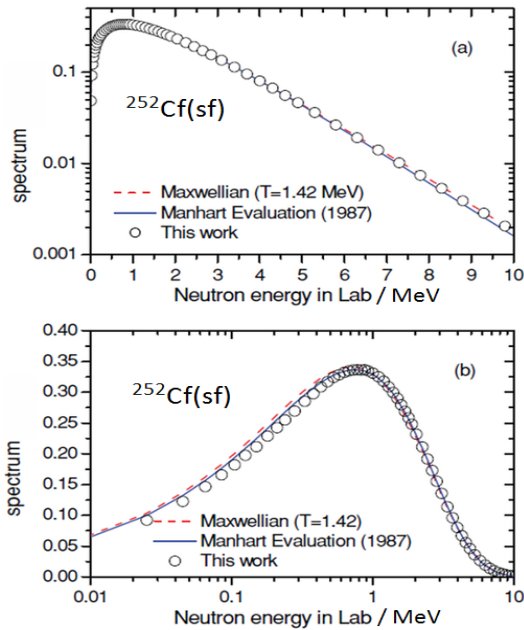 (a)
²⁵²Cf(sf)
0.1
0.01
0.001
spectrum
Maxwellian (T=1.42 MeV)
Manhart Evaluation (1987)
This work
0 1 2 3 4 5 6 7 8 9 10
Neutron energy in Lab / MeV
(b)
²⁵²Cf(sf)
0.40
0.35
0.30
0.25
0.20
0.15
0.10
0.05
0.00
spectrum
Maxwellian (T=1.42)
Manhart Evaluation (1987)
This work
0.01 0.1 1 10
Neutron energy in Lab / MeV